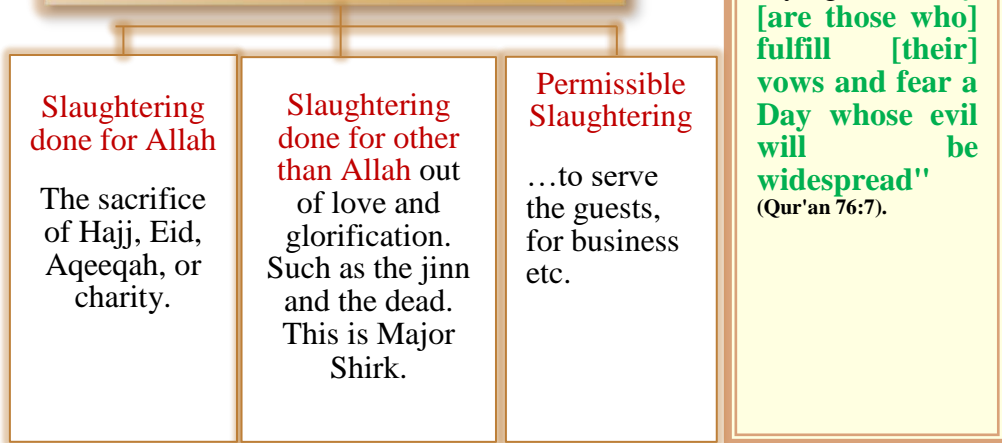 Slaughtering
done for Allah
The sacrifice
of Hajj, Eid,
Aqeeqah, or
charity.
Slaughtering
done for other
than Allah out
of love and
glorification.
Such as the jinn
and the dead.
This is Major
Shirk.
Permissible
Slaughtering
…to serve
the guests,
for business
etc.
[are those who]
fulfill [their]
vows and fear a
Day whose evil
will be
widespread"
(Qur'an 76:7).